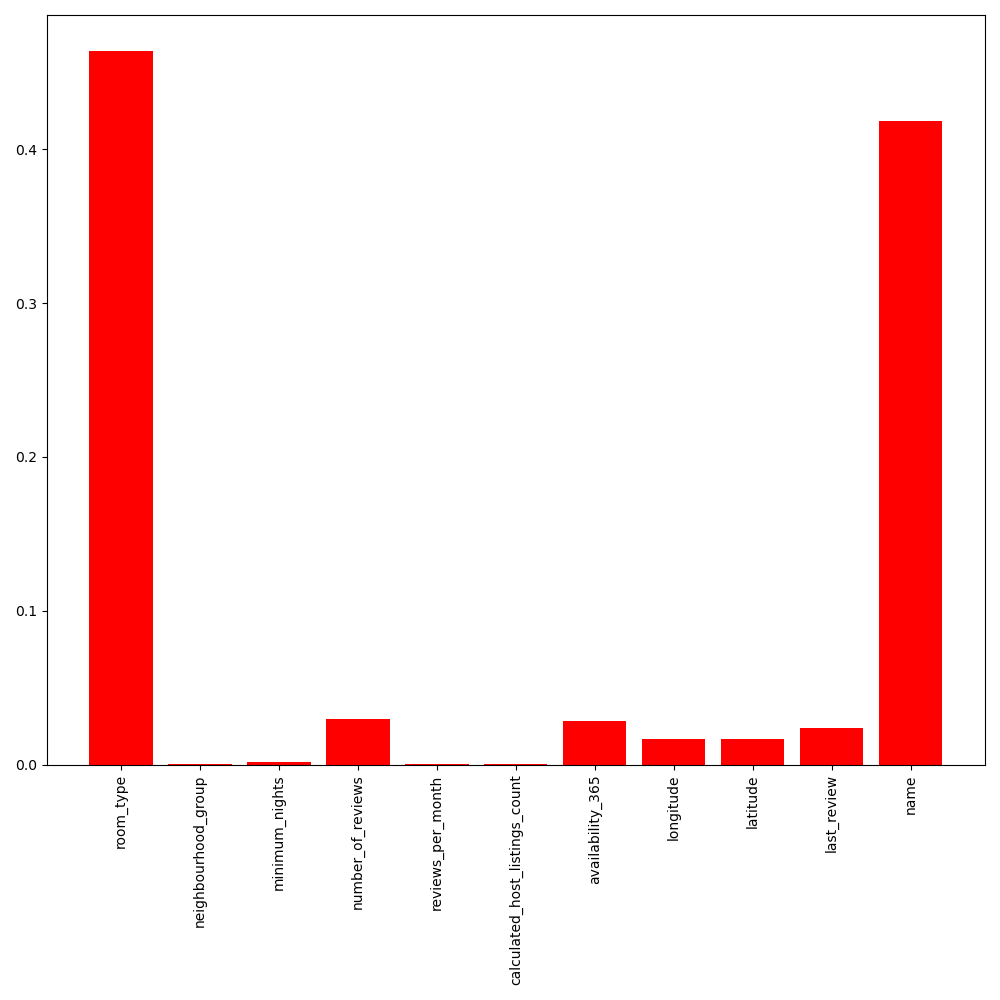 0.4
0.3
0.2
0.1
0.0
room_type
neighbourhood_group
minimum_nights
number_of_reviews
reviews_per_month
calculated_host_listings_count
availability_365
longitude
latitude
last_review
name